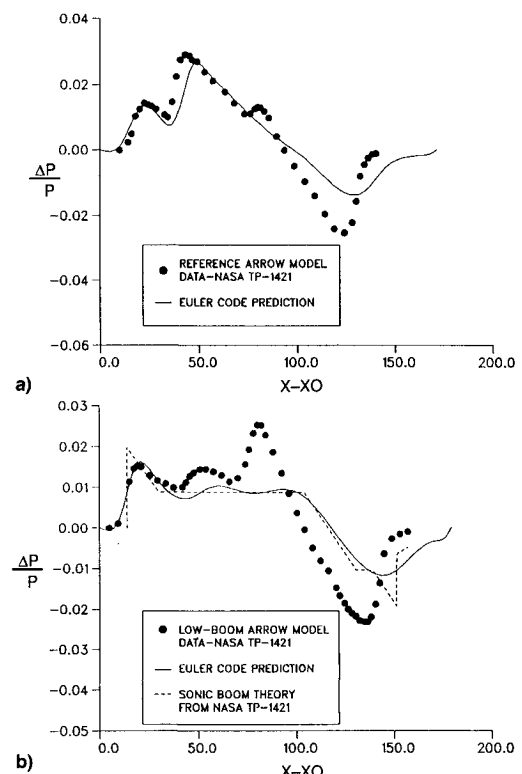 0.04
0.02
0.00
ΔP
P
−0.02
−0.04
−0.06
REFERENCE ARROW MODEL
DATA–NASA TP–1421
EULER CODE PREDICTION
0.0
50.0
100.0
150.0
200.0
X–XO
a)
0.03
0.02
0.01
0.00
ΔP
P
−0.01
−0.02
−0.03
−0.04
−0.05
LOW–BOOM ARROW MODEL
DATA–NASA TP–1421
EULER CODE PREDICTION
SONIC BOOM THEORY
FROM NASA TP–1421
0.0
50.0
100.0
150.0
200.0
X–XO
b)